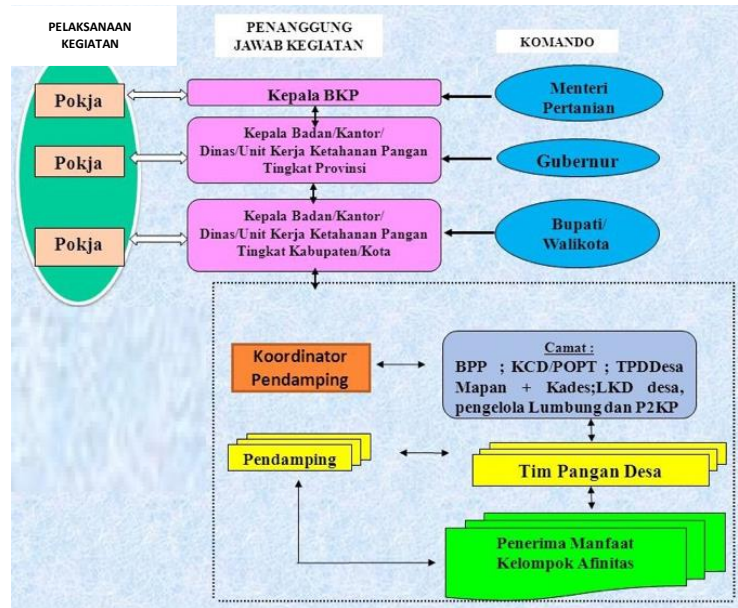 PELAKSANAAN
KEGIATAN
PENANGGUNG
JAWAB KEGIATAN
KOMANDO
Pokja
Kepala BKP
Menteri
Pertanian
Pokja
Kepala Badan/Kantor/
Dinas/Unit Kerja Ketahanan Pangan
Tingkat Provinsi
Gubernur
Pokja
Kepala Badan/Kantor/
Dinas/Unit Kerja Ketahanan Pangan
Tingkat Kabupaten/Kota
Bupati/
Walikota
Koordinator
Pendamping
Camat :
BPP ; KCD/POPT ; TPDDesa
Mapan + Kades;LKD desa,
pengelola Lumbung dan P2KP
Pendamping
Tim Pangan Desa
Penerima Manfaat
Kelompok Afinitas